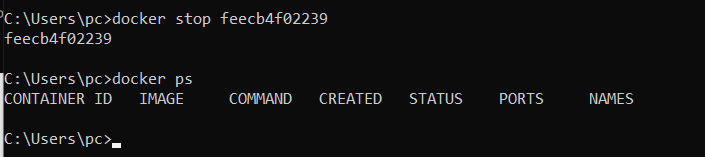 C:\Users\pc>docker stop feecb4f02239
feecb4f02239
C:\Users\pc>docker ps
CONTAINER ID   IMAGE     COMMAND   CREATED   STATUS    PORTS     NAMES
C:\Users\pc>